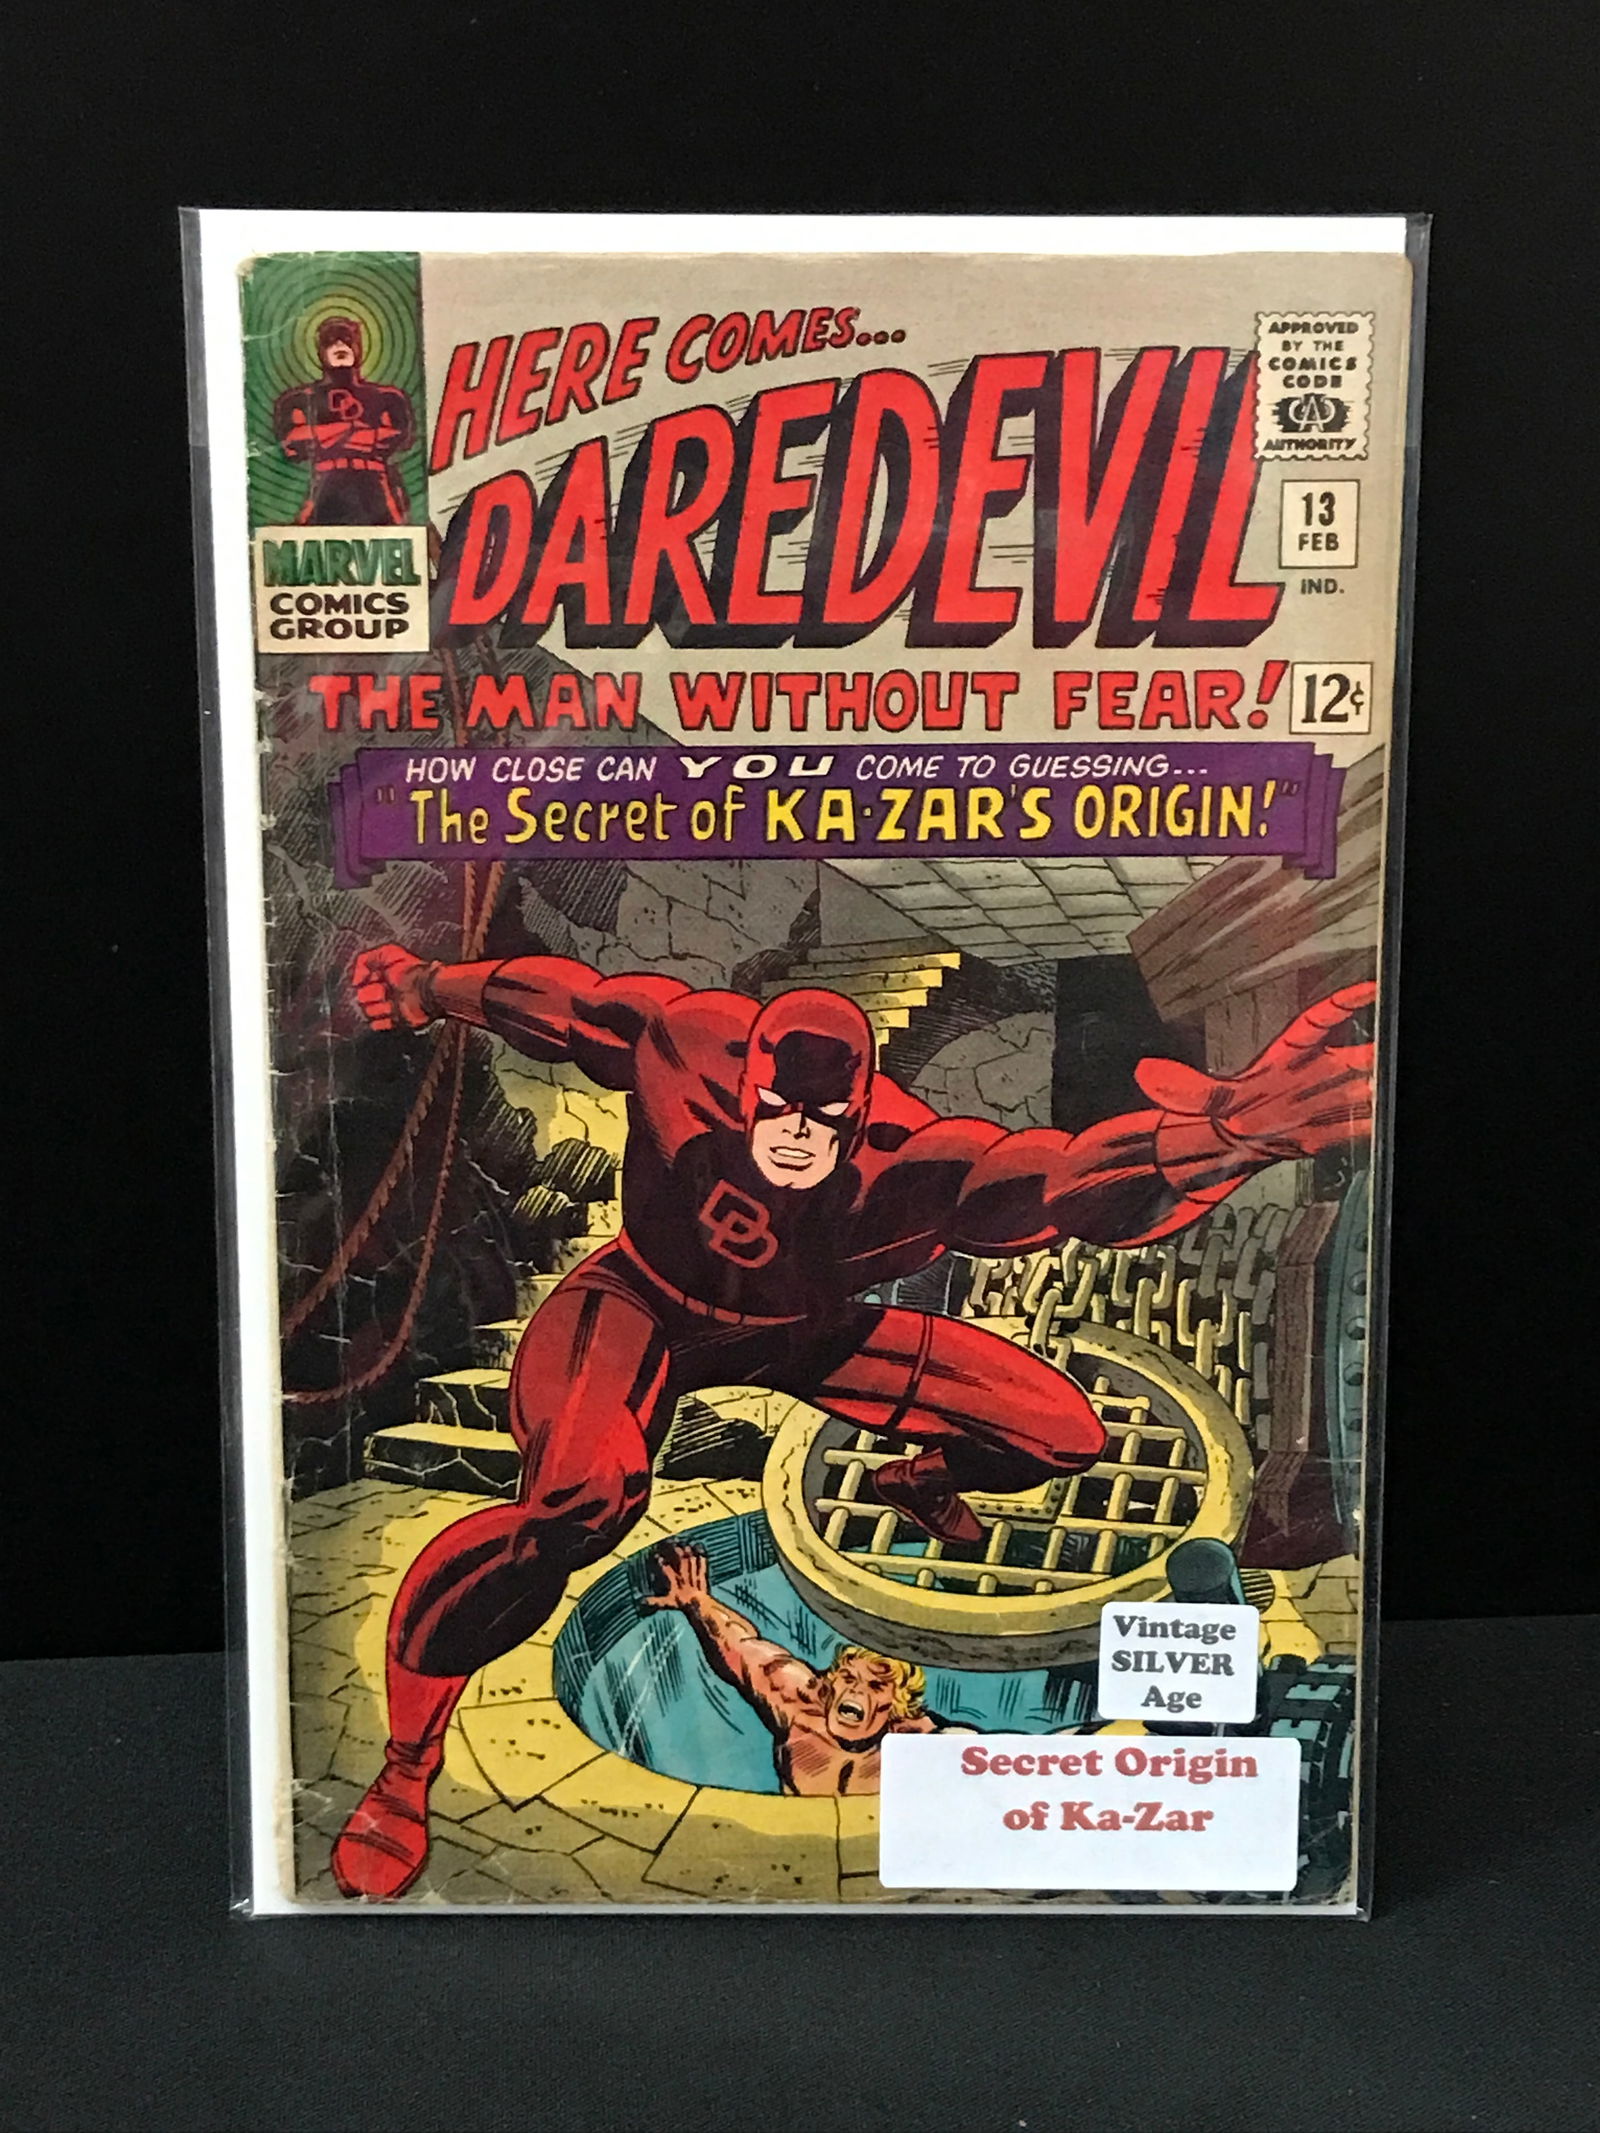 HERE COMES...
DAREDEVIL
APPROVED
BY THE
COMICS
CODE
CA
AUTHORITY
13
FEB
IND.
DD
MARVEL
COMICS
GROUP
THE MAN WITHOUT FEAR!
12¢
HOW CLOSE CAN YOU COME TO GUESSING...
"The Secret of KA-ZAR'S ORIGIN!"
DD
Vintage
SILVER
Age
Secret Origin
of Ka-Zar